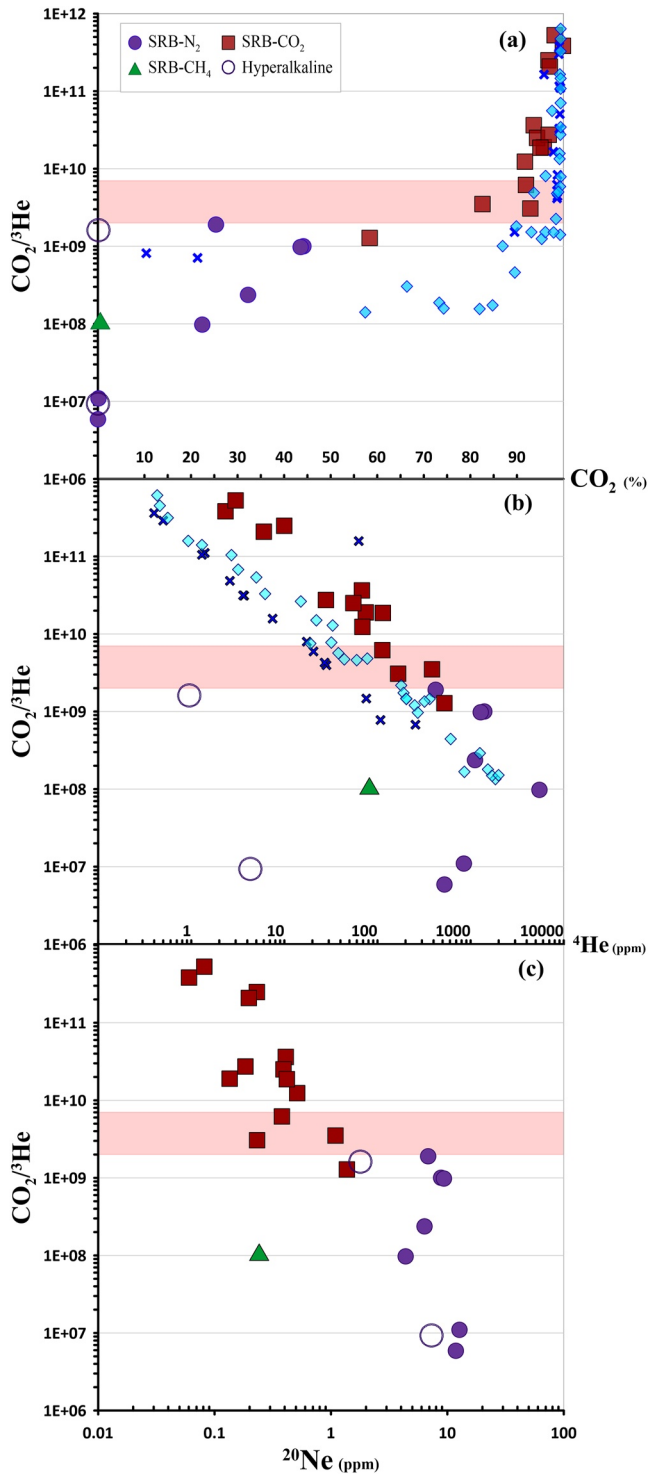 1E+12
(a)
SRB-N₂
SRB-CO₂
SRB-CH₄
Hyperalkaline
1E+11
1E+10
CO₂/³He
1E+09
1E+08
1E+07
10 20 30 40 50 60 70 80 90
1E+06
CO₂ (%)
(b)
1E+11
1E+10
CO₂/³He
1E+09
1E+08
1E+07
1 10 100 1000 10000
1E+06
⁴He (ppm)
(c)
1E+11
1E+10
CO₂/³He
1E+09
1E+08
1E+07
1E+06
0.01 0.1 1 10 100
²⁰Ne (ppm)